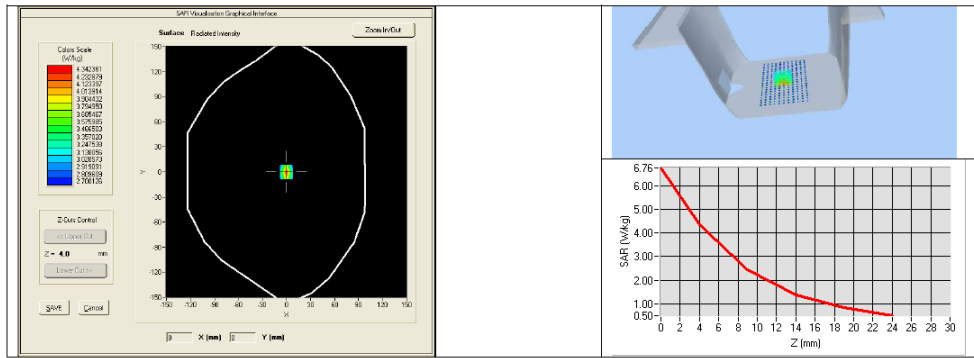 SAR Visualisation Graphical Interface
Surface Radiated Intensity
Zoom In/Out
Colors Scale
(W/kg)
4.342361
4.232879
4.123397
4.013914
3.904432
3.794950
3.685467
3.575985
3.466503
3.357020
3.247538
3.138056
3.028573
2.919091
2.809609
2.700126
Z-Cuts Control
<< Upper Cut
Z = 4.0 mm
Lower Cut >>
SAVE Cancel
150
120
90
60
30
0
-30
-60
-90
-120
-150
Y
-150 -120 -90 -60 -30 0 30 60 90 120 150
X
0 X (mm) 0 Y (mm)
SAR (W/kg)
6.76
6.00
5.00
4.00
3.00
2.00
1.00
0.50
0 2 4 6 8 10 12 14 16 18 20 22 24 26 28 30
Z (mm)